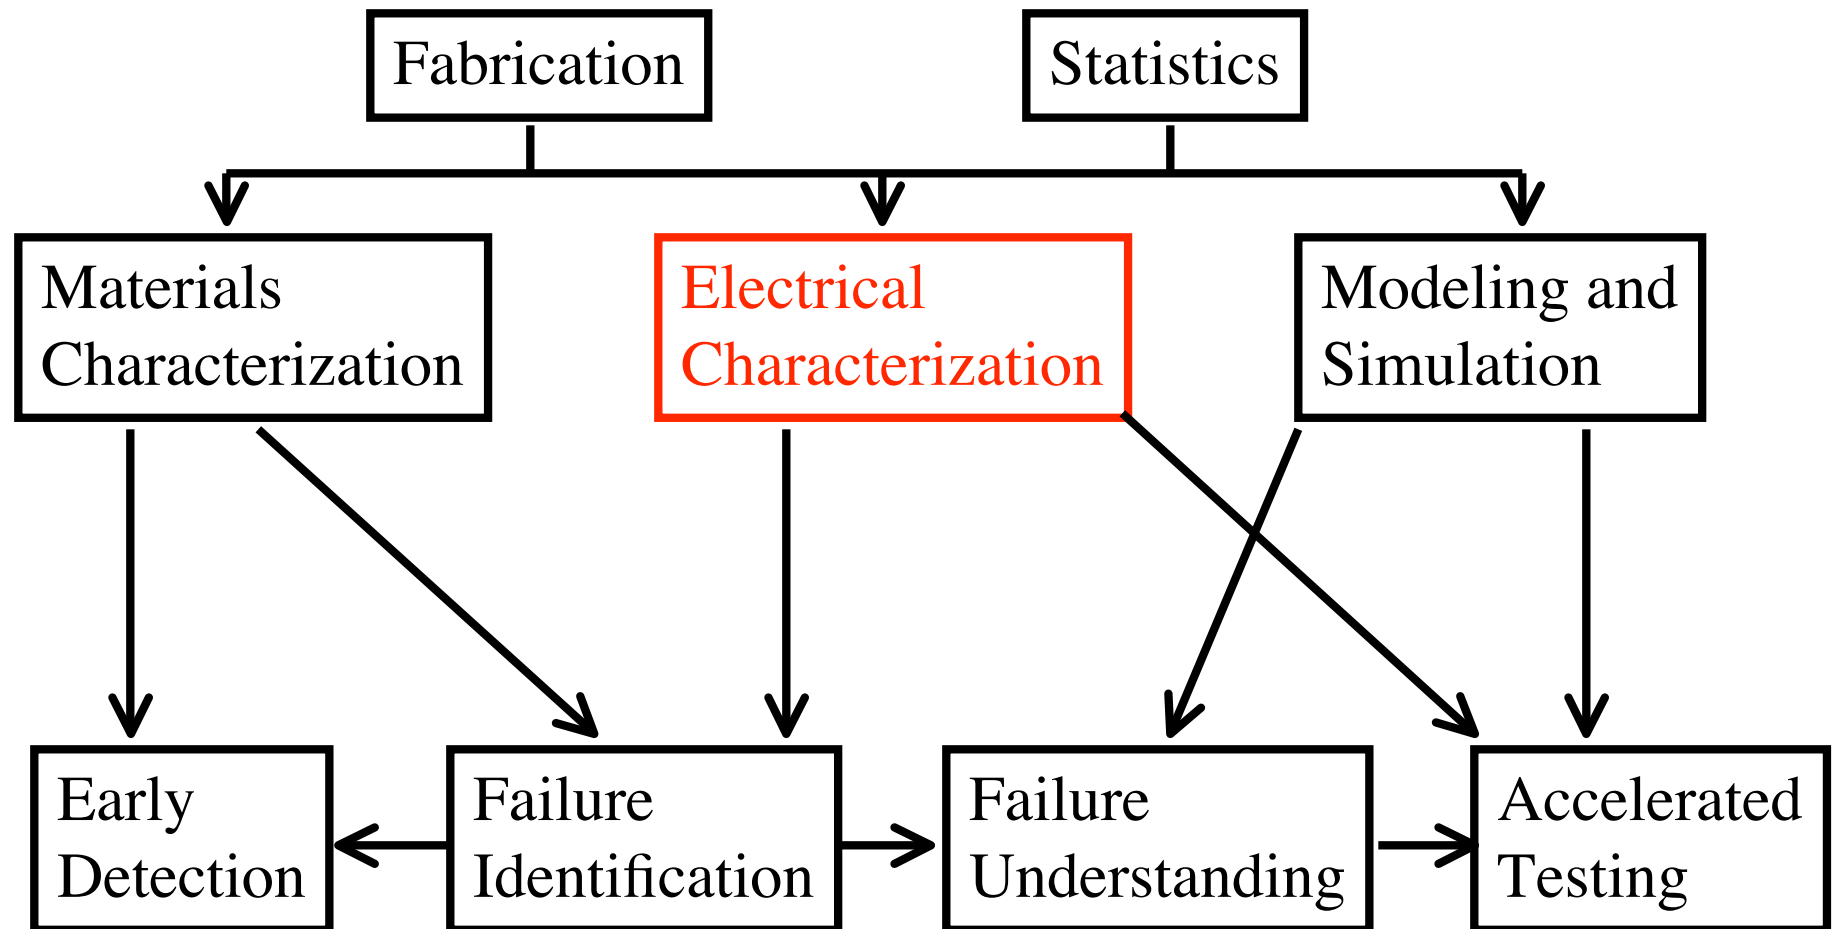 Fabrication
Statistics
Materials
Characterization
Electrical
Characterization
Modeling and
Simulation
Early
Detection
Failure
Identification
Failure
Understanding
Accelerated
Testing